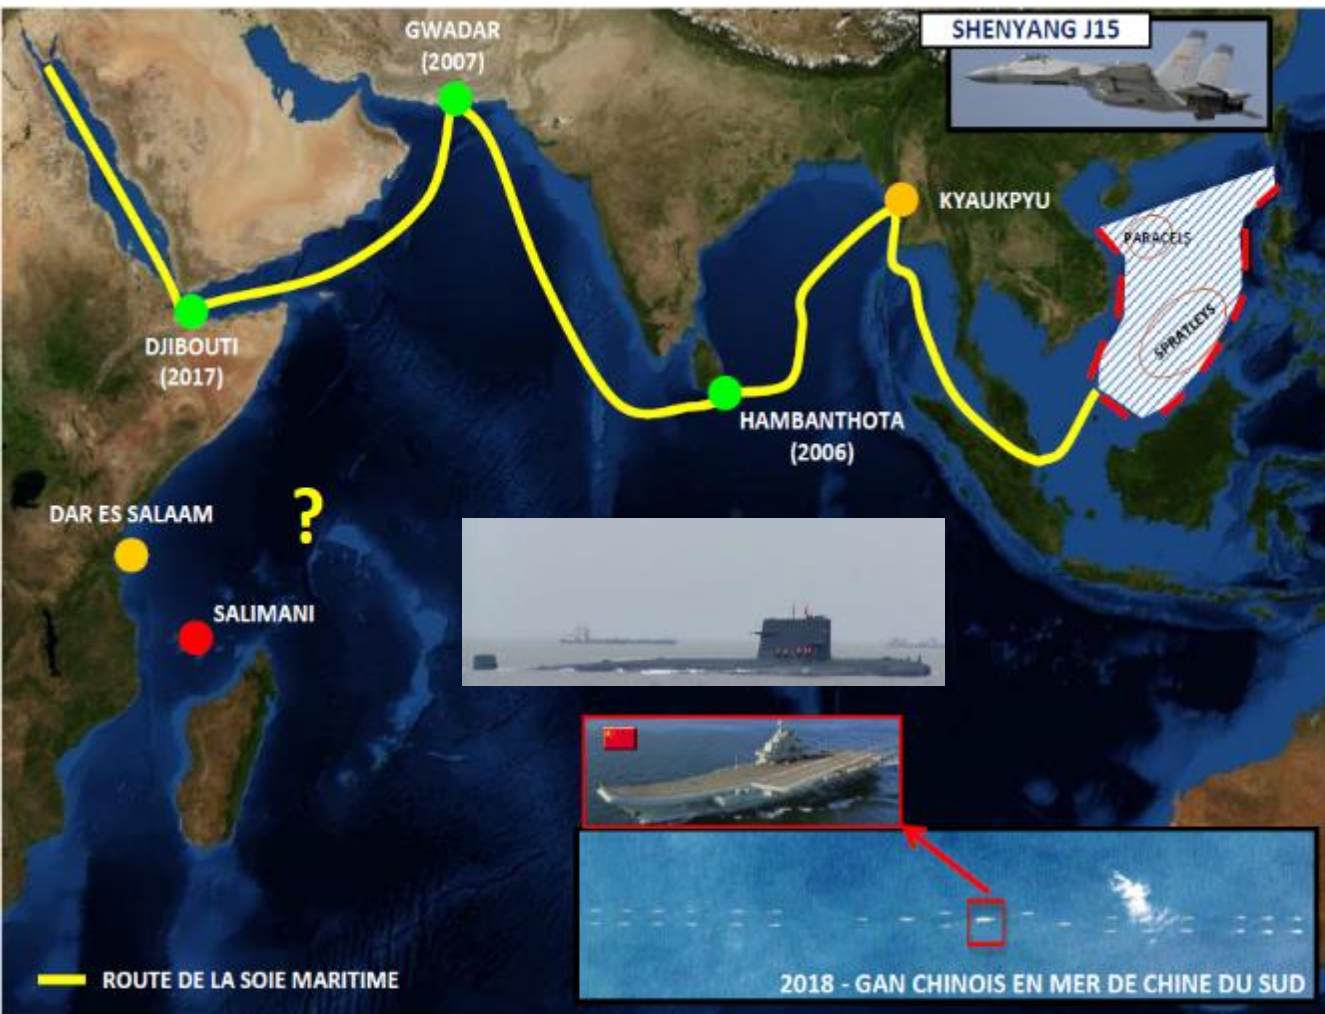 GWADAR
(2007)
SHENYANG J15
KYAUKPYU
PARACELS
SPRATLEYS
DJIBOUTI
(2017)
HAMBANTHOTA
(2006)
DAR ES SALAAM
?
SALIMANI
ROUTE DE LA SOIE MARITIME
2018 - GAN CHINOIS EN MER DE CHINE DU SUD